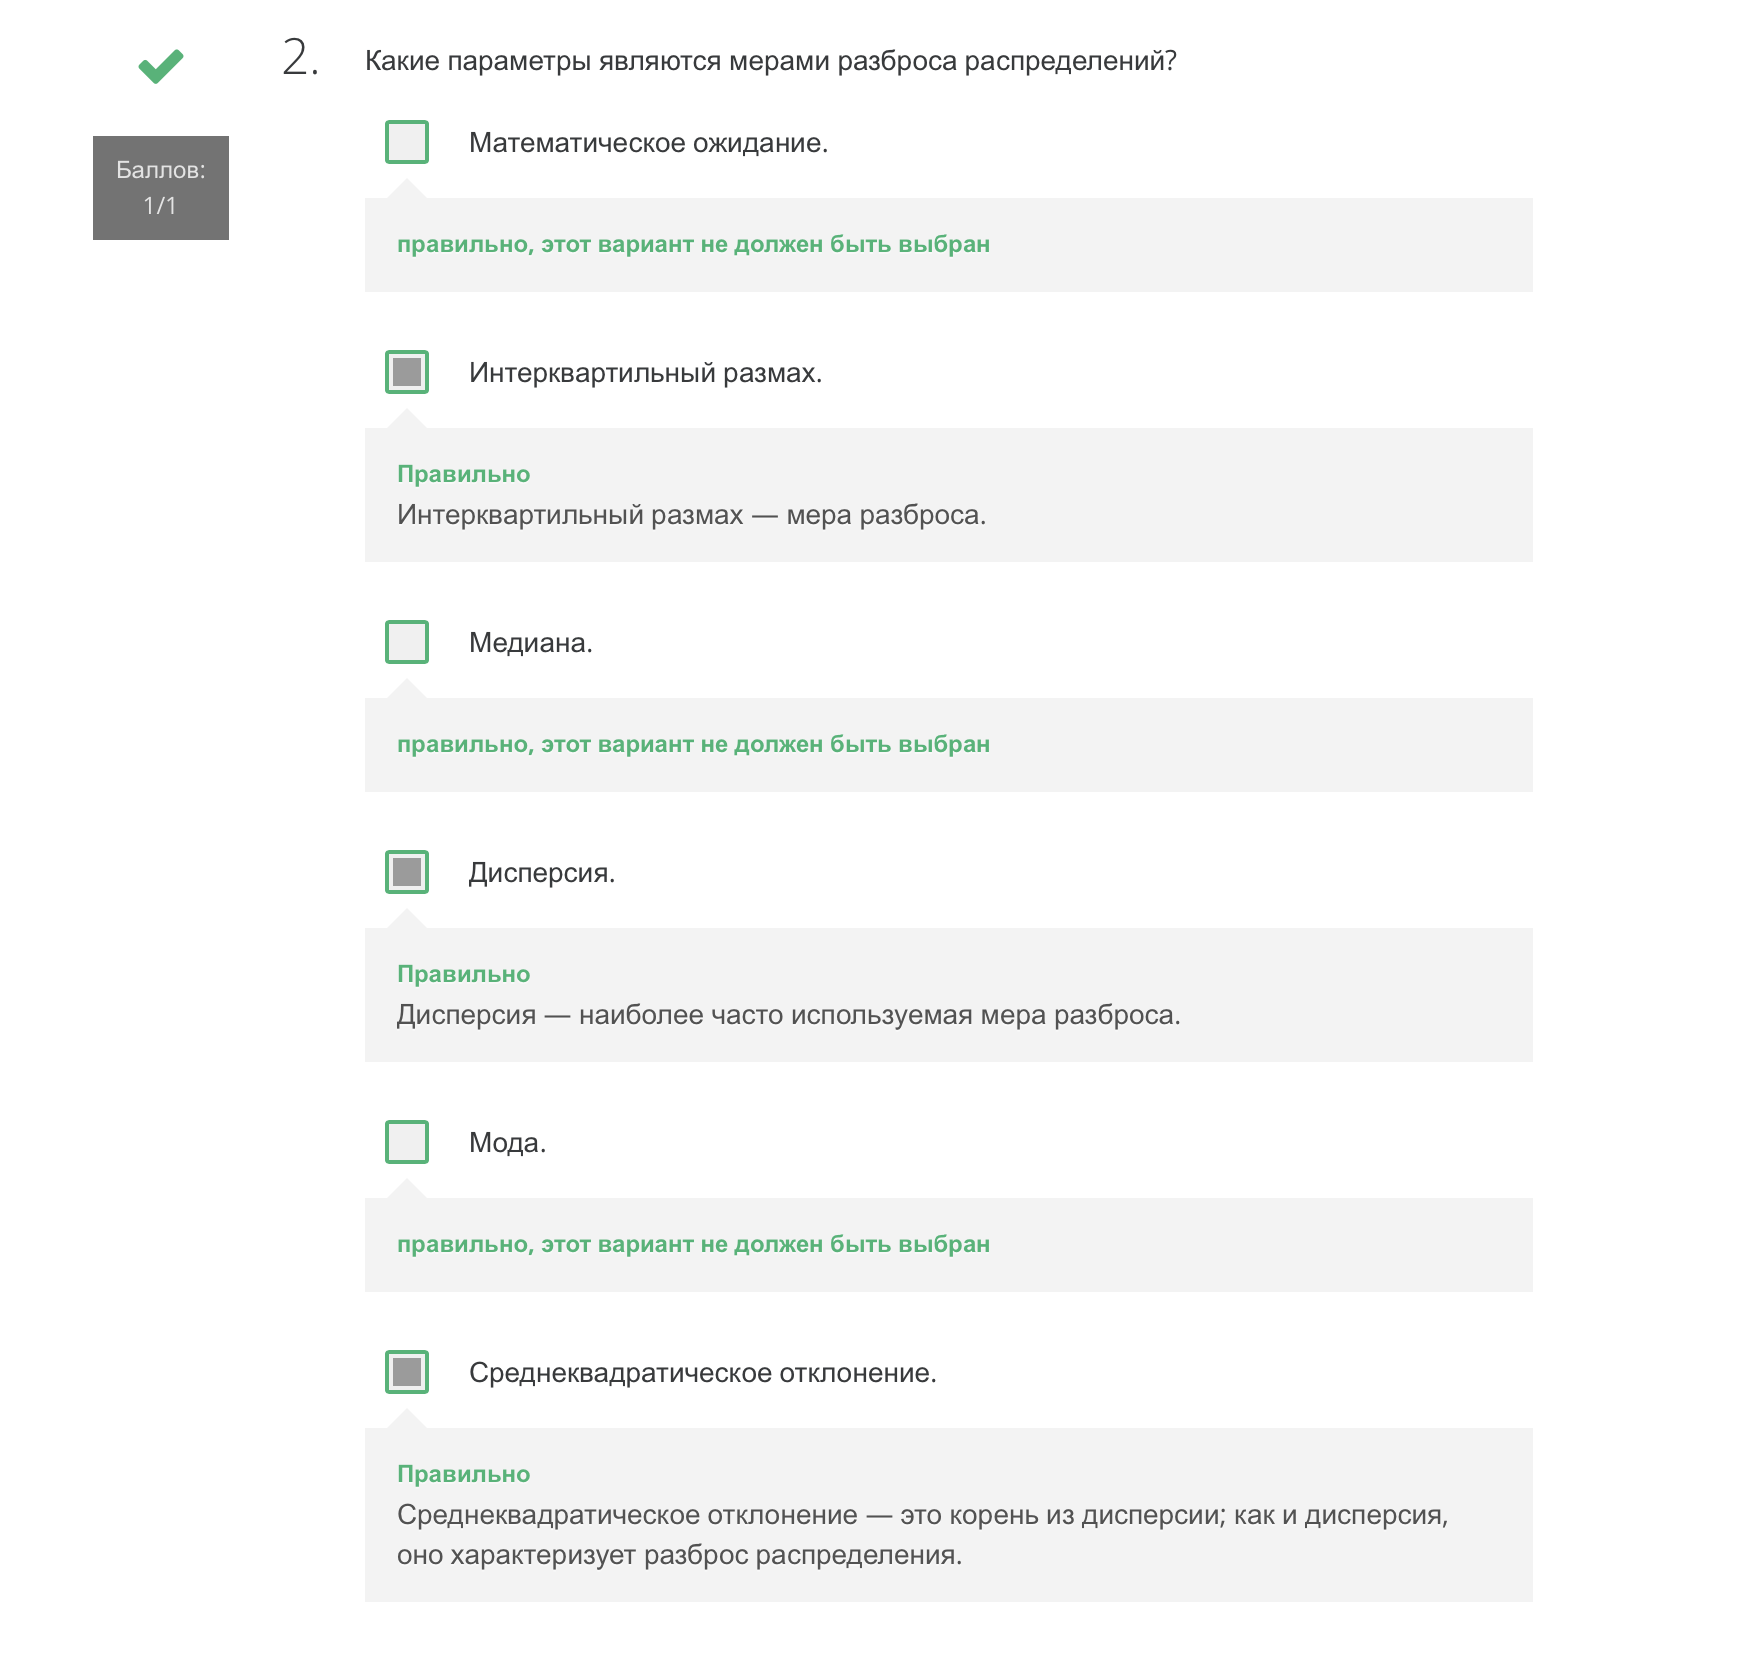 2. Какие параметры являются мерами разброса распределений?
Баллов:
1/1
Математическое ожидание.
правильно, этот вариант не должен быть выбран
Интерквартильный размах.
Правильно
Интерквартильный размах — мера разброса.
Медиана.
правильно, этот вариант не должен быть выбран
Дисперсия.
Правильно
Дисперсия — наиболее часто используемая мера разброса.
Мода.
правильно, этот вариант не должен быть выбран
Среднеквадратическое отклонение.
Правильно
Среднеквадратическое отклонение — это корень из дисперсии; как и дисперсия,
оно характеризует разброс распределения.